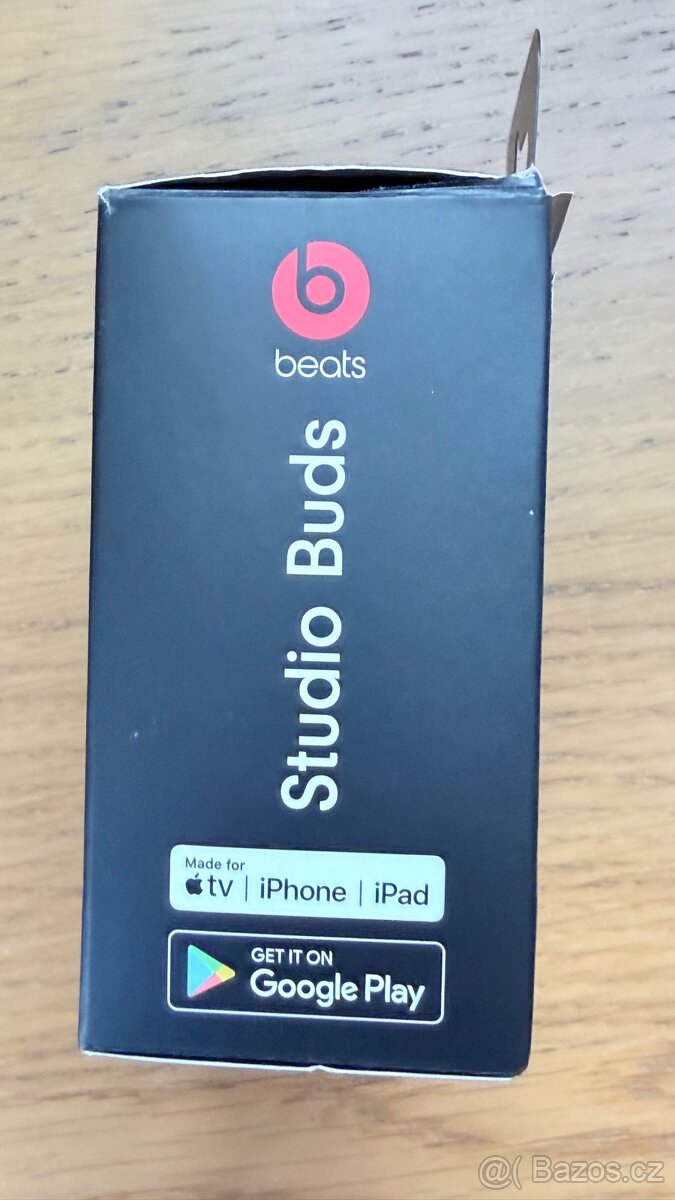 beats
Studio Buds
Made for
tv | iPhone | iPad
GET IT ON
Google Play
@( Bazos.cz